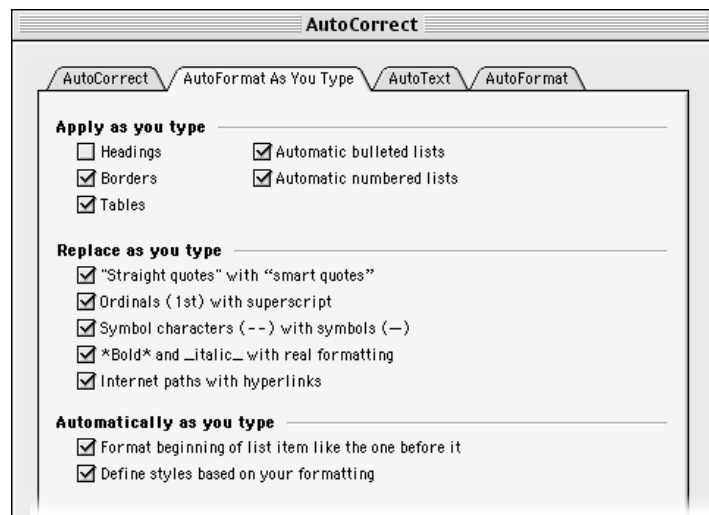 AutoCorrect
AutoCorrect AutoFormat As You Type AutoText AutoFormat
Apply as you type
Headings Automatic bulleted lists
Borders Automatic numbered lists
Tables
Replace as you type
"Straight quotes" with “smart quotes”
Ordinals (1st) with superscript
Symbol characters (--) with symbols (—)
*Bold* and _italic_ with real formatting
Internet paths with hyperlinks
Automatically as you type
Format beginning of list item like the one before it
Define styles based on your formatting